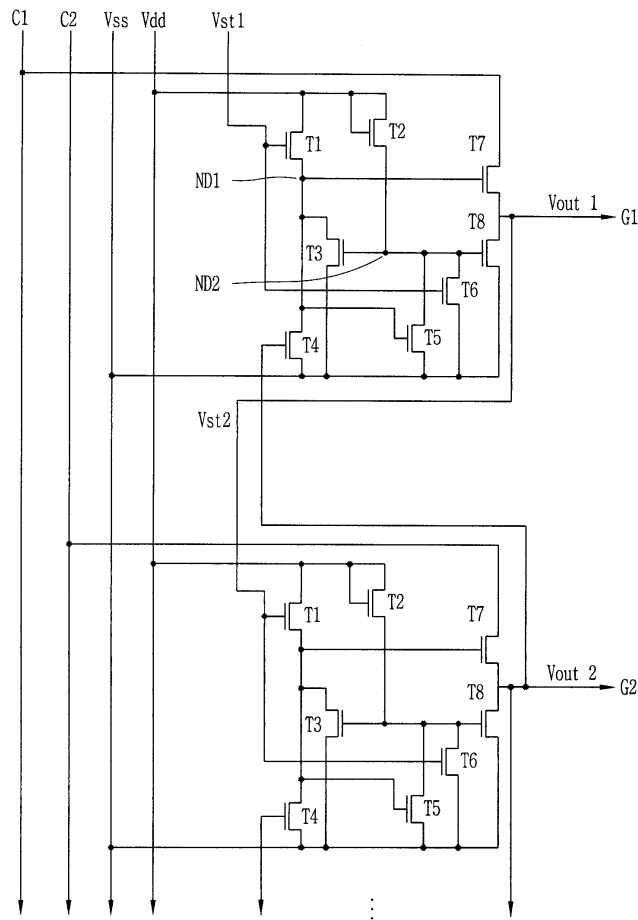 C1 C2 Vss Vdd Vst1
T1 T2 T7
ND1
Vout 1
G1
T8
T3
ND2
T6
T4 T5
Vst2
T1 T2 T7
Vout 2
G2
T8
T3
T6
T4 T5